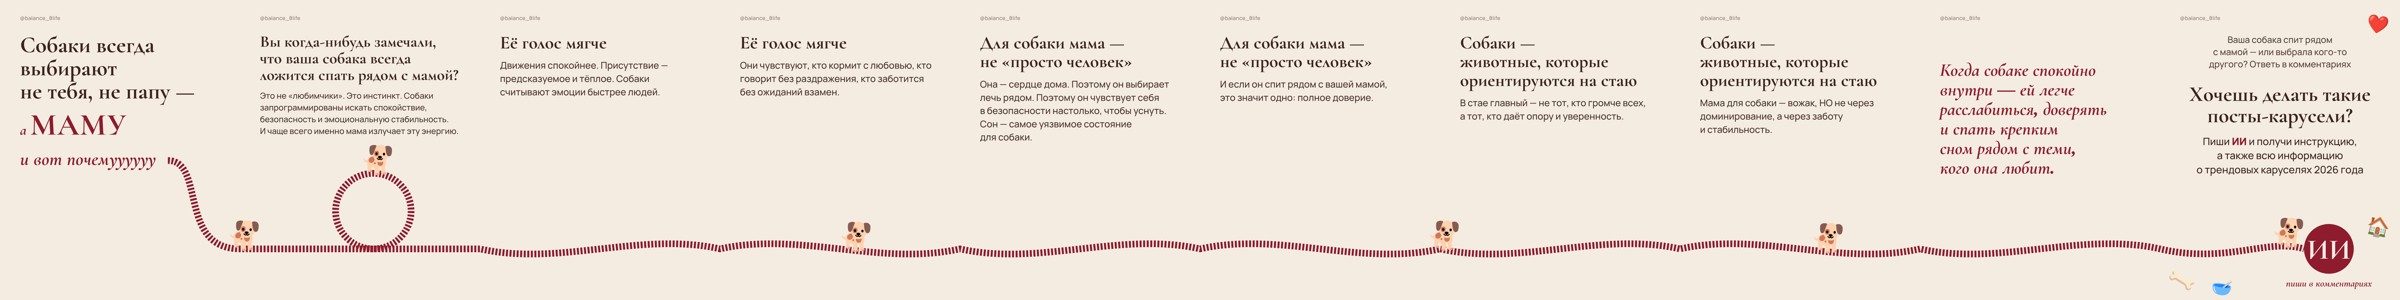 @balance_8life
Собаки всегда
выбирают
не тебя, не папу —
а МАМУ
и вот почемуууууу
@balance_8life
Вы когда-нибудь замечали,
что ваша собака всегда
ложится спать рядом с мамой?
Это не «любимчики». Это инстинкт. Собаки
запрограммированы искать спокойствие,
безопасность и эмоциональную стабильность.
И чаще всего именно мама излучает эту энергию.
@balance_8life
Её голос мягче
Движения спокойнее. Присутствие —
предсказуемое и тёплое. Собаки
считывают эмоции быстрее людей.
@balance_8life
Её голос мягче
Они чувствуют, кто кормит с любовью, кто
говорит без раздражения, кто заботится
без ожиданий взамен.
@balance_8life
Для собаки мама —
не «просто человек»
Она — сердце дома. Поэтому он выбирает
лечь рядом. Поэтому он чувствует себя
в безопасности настолько, чтобы уснуть.
Сон — самое уязвимое состояние
для собаки.
@balance_8life
Для собаки мама —
не «просто человек»
И если он спит рядом с вашей мамой,
это значит одно: полное доверие.
@balance_8life
Собаки —
животные, которые
ориентируются на стаю
В стае главный — не тот, кто громче всех,
а тот, кто даёт опору и уверенность.
@balance_8life
Собаки —
животные, которые
ориентируются на стаю
Мама для собаки — вожак, НО не через
доминирование, а через заботу
и стабильность.
@balance_8life
Когда собаке спокойно
внутри — ей легче
расслабиться, доверять
и спать крепким
сном рядом с теми,
кого она любит.
@balance_8life
Ваша собака спит рядом
с мамой — или выбрала кого-то
другого? Ответь в комментариях
Хочешь делать такие
посты-карусели?
Пиши ИИ и получи инструкцию,
а также всю информацию
о трендовых каруселях 2026 года
ИИ
пиши в комментариях